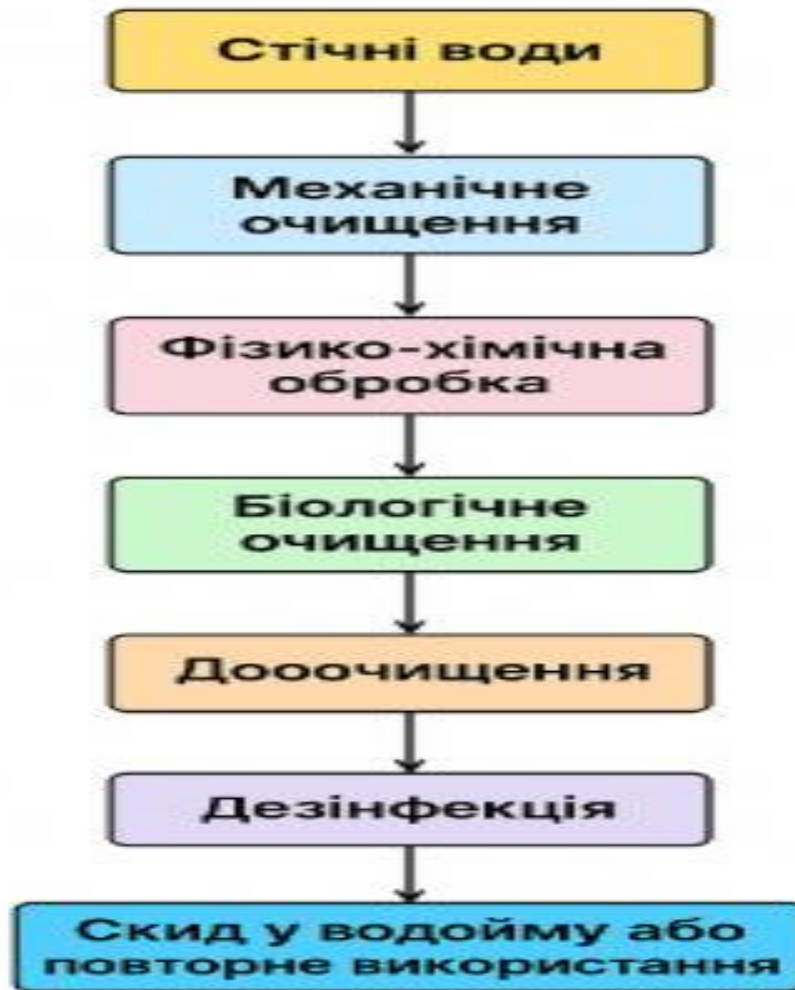 Стічні води
Механічне
очищення
Фізико-хімічна
обробка
Біологічне
очищення
Дооочищення
Дезінфекція
Скид у водойму або
повторне використання